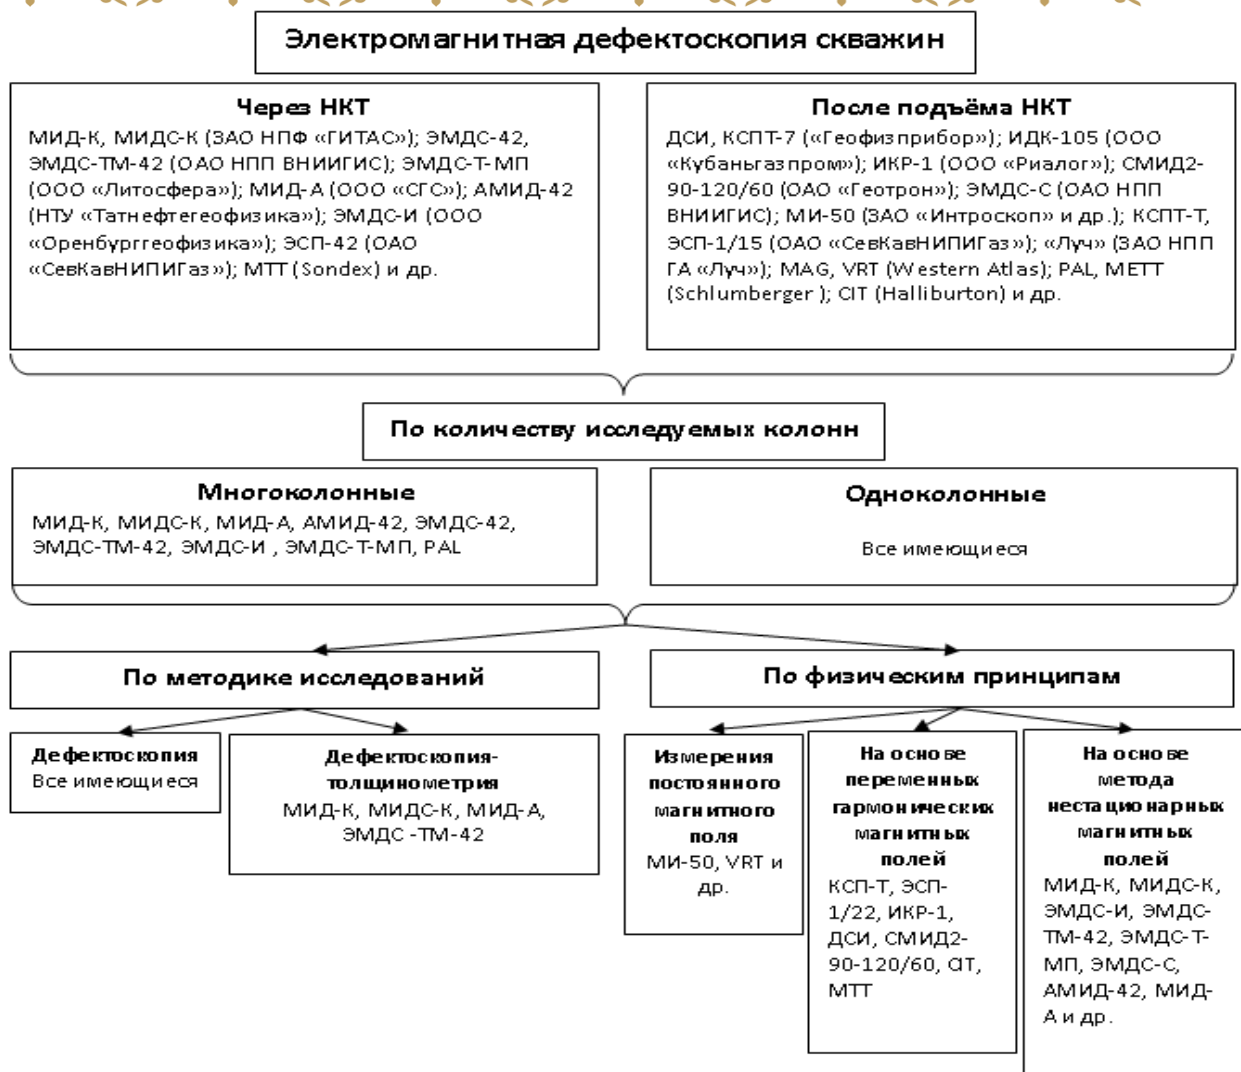 Электромагнитная дефектоскопия скважин
Через НКТ
МИД-К, МИДС-К (ЗАО НПФ «ГИТАС»); ЭМДС-42,
ЭМДС-ТМ-42 (ОАО НПП ВНИИГИС); ЭМДС-Т-МП
(ООО «Литосфера»); МИД-А (ООО «СГС»); АМИД-42
(НТУ «Татнефтегеофизика»); ЭМДС-И (ООО
«Оренбурггеофизика»); ЭСП-42 (ОАО
«СевКавНИПИГаз»); МТТ (Sondex) и др.
После подъёма НКТ
ДСИ, КСПТ-7 («Геофизприбор»); ИДК-105 (ООО
«Кубаньгазпром»); ИКР-1 (ООО «Риалог»); СМИД2-
90-120/60 (ОАО «Геотрон»); ЭМДС-С (ОАО НПП
ВНИИГИС); МИ-50 (ЗАО «Интроскоп» и др.); КСПТ-Т,
ЭСП-1/15 (ОАО «СевКавНИПИГаз»; «Луч» (ЗАО НПП
ГА «Луч»); MAG, VRT (Western Atlas); PAL, METT
(Schlumberger ); CIT (Halliburton) и др.
По количеству исследуемых колонн
Многоколонные
МИД-К, МИДС-К, МИД-А, АМИД-42, ЭМДС-42,
ЭМДС-ТМ-42, ЭМДС-И , ЭМДС-Т-МП, PAL
Одноколонные
Все имеющиеся
По методике исследований
По физическим принципам
Дефектоскопия
Все имеющиеся
Дефектоскопия-
толщинометрия
МИД-К, МИДС-К, МИД-А,
ЭМДС -ТМ-42
Измерения
постоянного
магнитного
поля
МИ-50, VRT и
др.
На основе
переменных
гармонических
магнитных
полей
КСП-Т, ЭСП-
1/22, ИКР-1,
ДСИ, СМИД2-
90-120/60, CIT,
МТТ
На основе
метода
нестационарных
магнитных
полей
МИД-К, МИДС-К,
ЭМДС-И, ЭМДС-
ТМ-42, ЭМДС-Т-
МП, ЭМДС-С,
АМИД-42, МИД-
А и др.